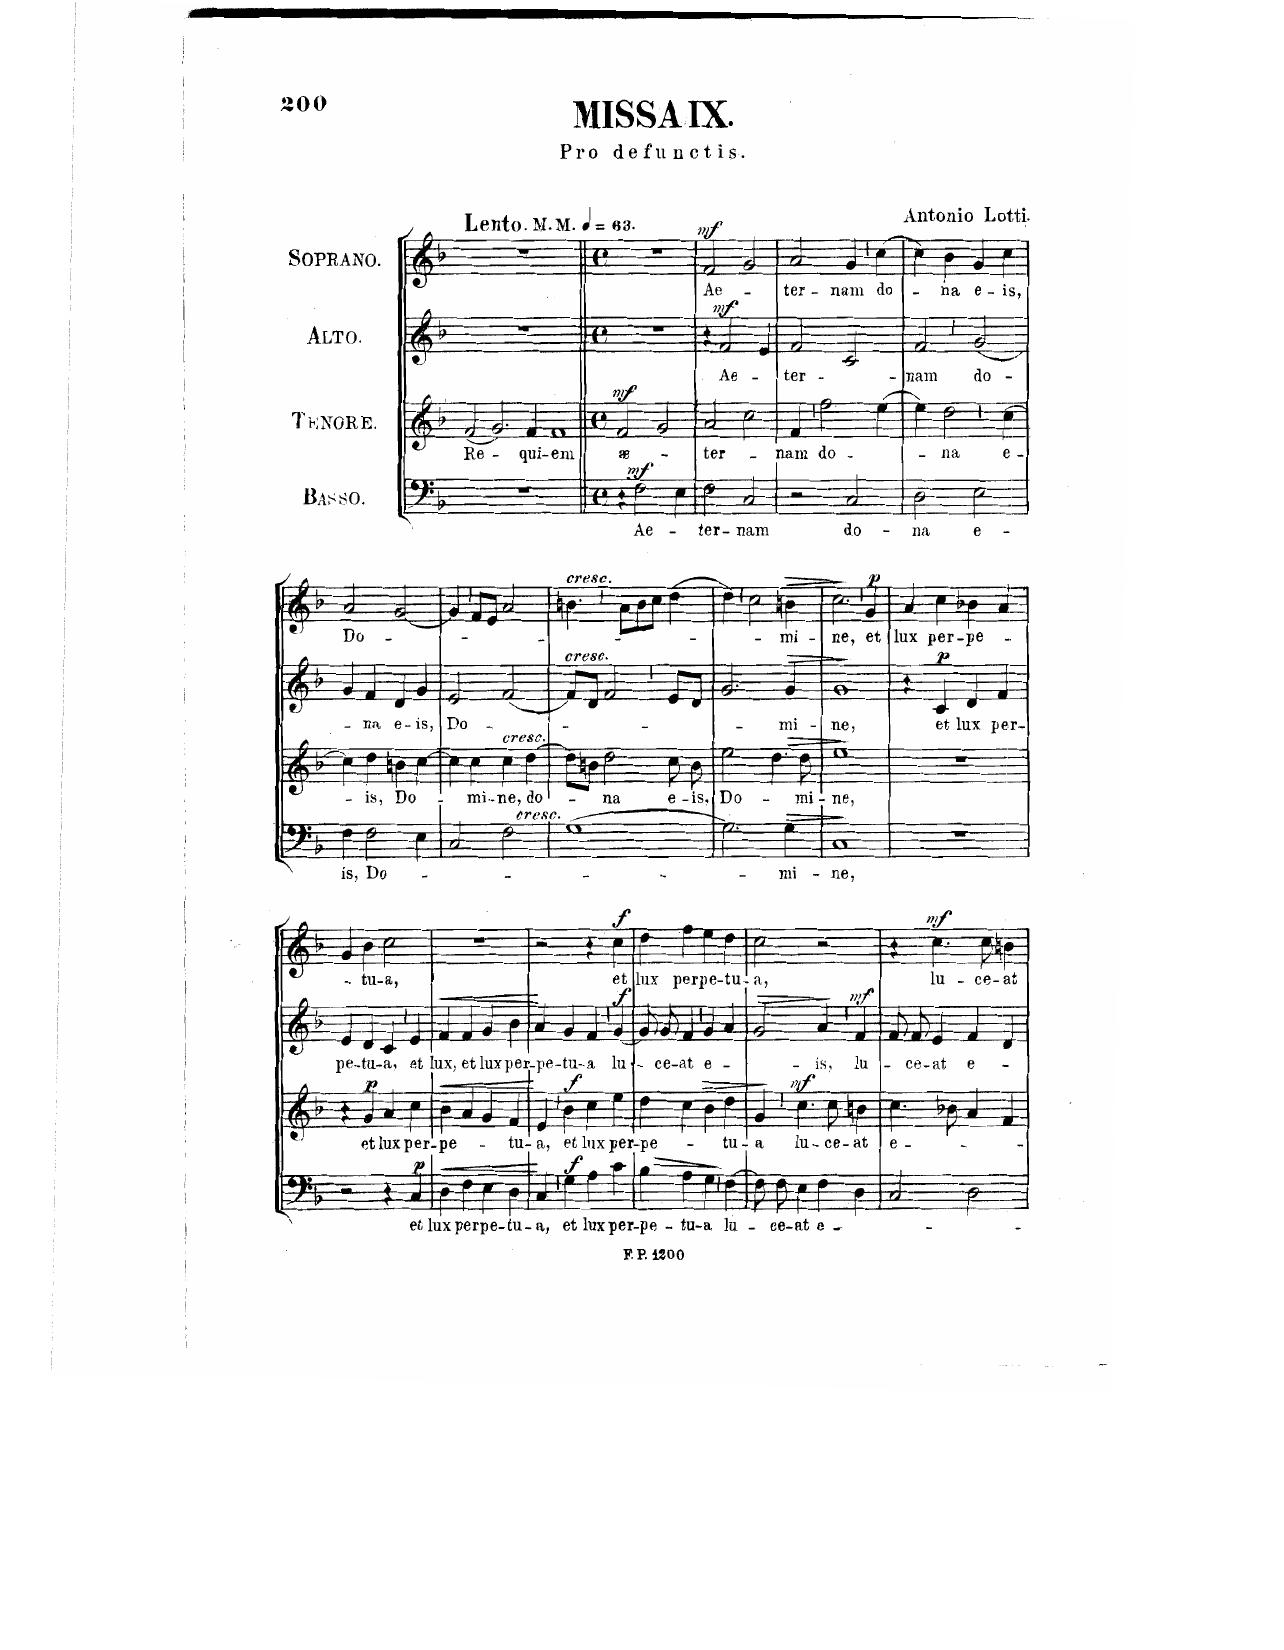 200
MISSA IX.
Pro defunctis.
Antonio Lotti.
Lento. M. M. = 63.
mf
SOPRANO.
Ae - ter - nam do - na e - is,
mf
ALTO.
Ae - ter - nam do -
mf
TENORE.
Re - qui - em æ - ter - nam do - na e -
mf
BASSO.
Ae - ter - nam do - na e -
cresc. p
Do - mi - ne, et lux per - pe -
cresc. p
- na e - is, Do - mi - ne, et lux per -
cresc.
- is, Do - mi - ne, do - na e - is, Do - mi - ne,
cresc.
is, Do - mi - ne,
f mf
- tu - a, et lux perpe - tu - a, lu - ce - at
f mf
pe - tu - a, et lux, et lux per - pe - tu - a lu - ce - at e - is, lu - ce - at e -
p f mf
et lux per - pe - tu - a, et lux per - pe - tu - a lu - ce - at e -
p f
et lux perpe - tu - a, et lux per - pe - tu - a lu - ce - at e -
F. P. 1200